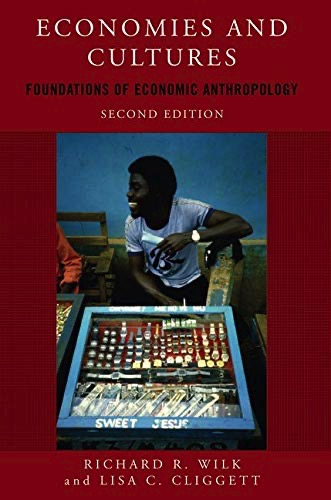 ECONOMIES AND
CULTURES
FOUNDATIONS OF ECONOMIC ANTHROPOLOGY
SECOND EDITION
SWEET JESUS
RICHARD R. WILK
AND LISA C. CLIGGETT